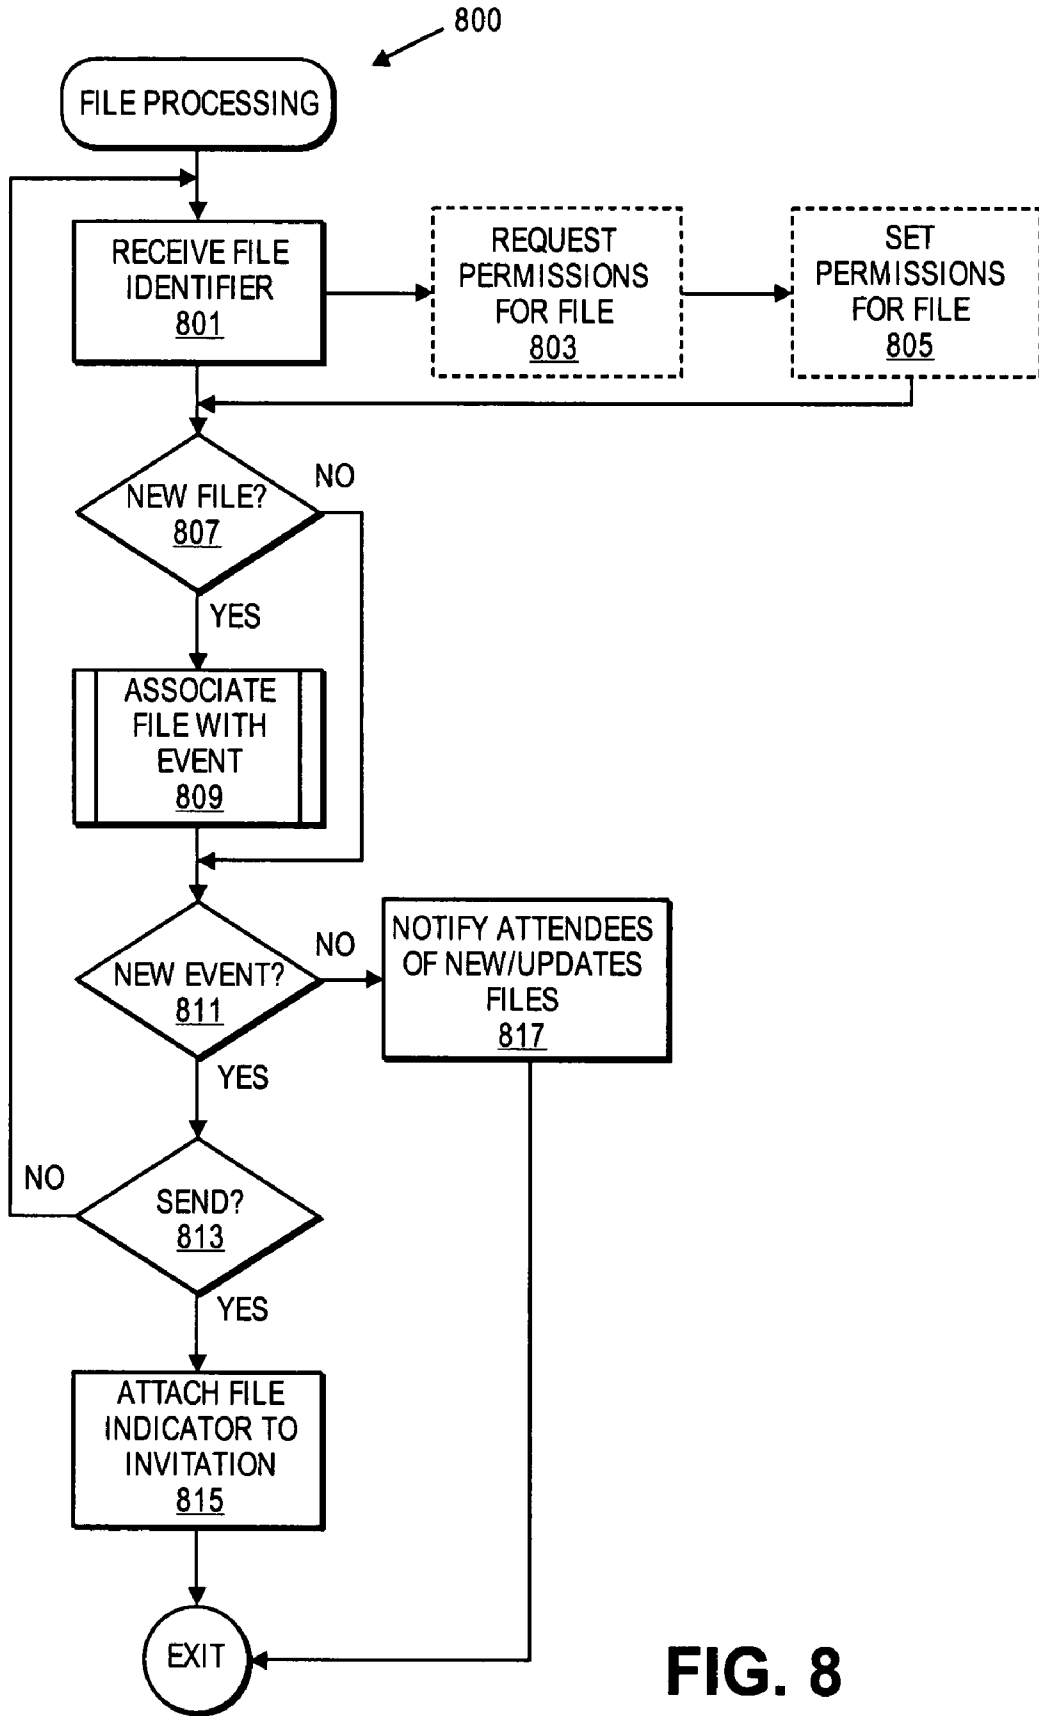 800
FILE PROCESSING
RECEIVE FILE
IDENTIFIER
801
REQUEST
PERMISSIONS
FOR FILE
803
SET
PERMISSIONS
FOR FILE
805
NEW FILE?
807
NO
YES
ASSOCIATE
FILE WITH
EVENT
809
NEW EVENT?
811
NO
NOTIFY ATTENDEES
OF NEW/UPDATES
FILES
817
YES
SEND?
813
NO
YES
ATTACH FILE
INDICATOR TO
INVITATION
815
EXIT
FIG. 8